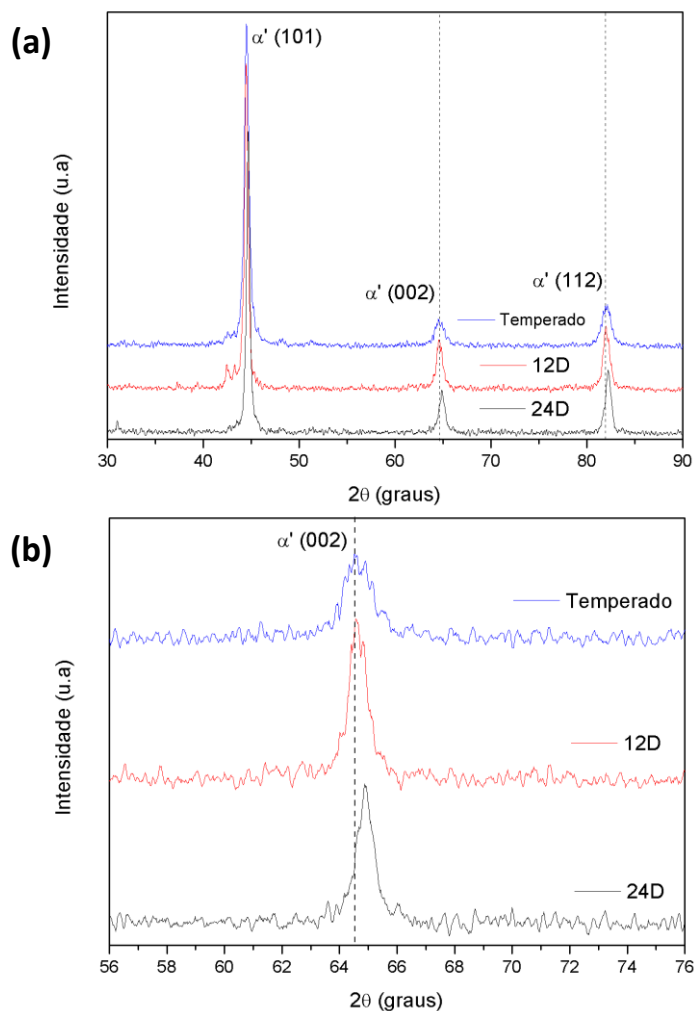 (a)
α' (101)
α' (002)
α' (112)
Temperado
12D
24D
Intensidade (u.a)
30 40 50 60 70 80 90
2θ (graus)
(b)
α' (002)
Temperado
12D
24D
Intensidade (u.a)
56 58 60 62 64 66 68 70 72 74 76
2θ (graus)